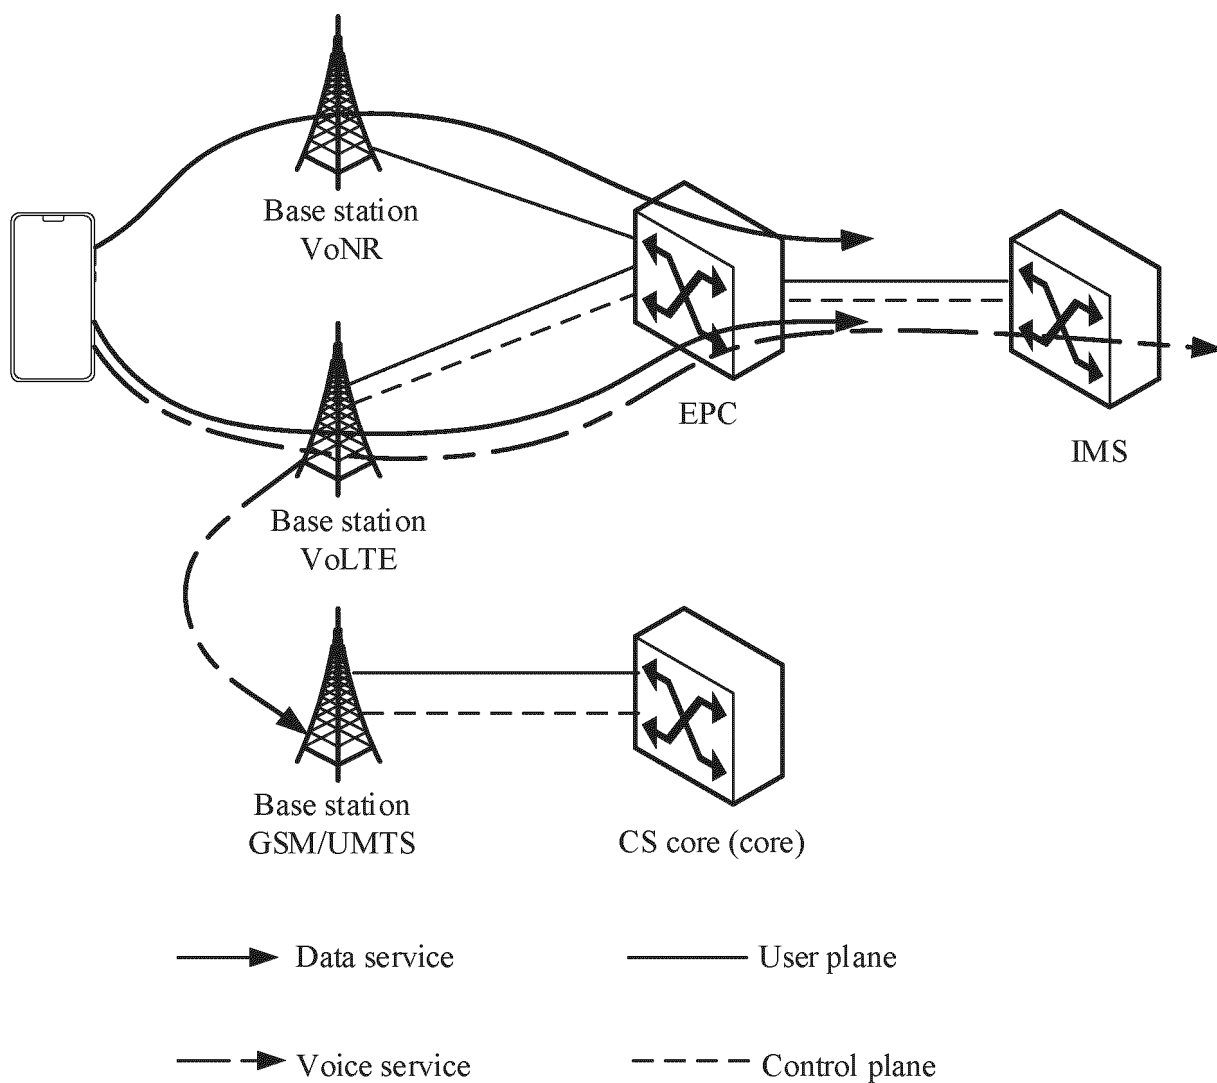 Base station
VoNR
EPC
IMS
Base station
VoLTE
Base station
GSM/UMTS
CS core (core)
Data service
User plane
Voice service
Control plane